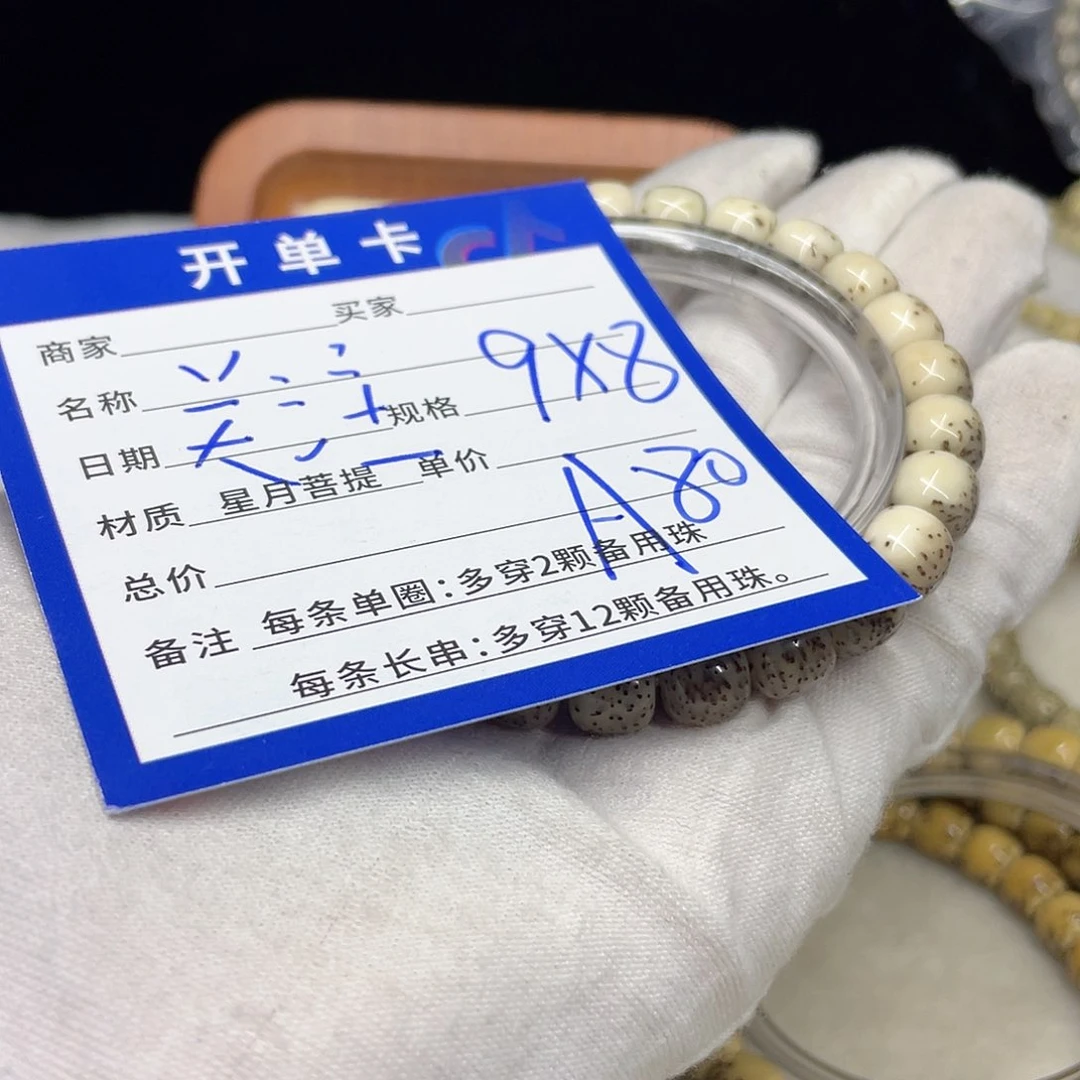 开单卡
商家 买家
名称 规格 9X8
日期
材质 星月菩提 单价 A80
总价
备注 每条单圈:多穿2颗备用珠
每条长串:多穿12颗备用珠。